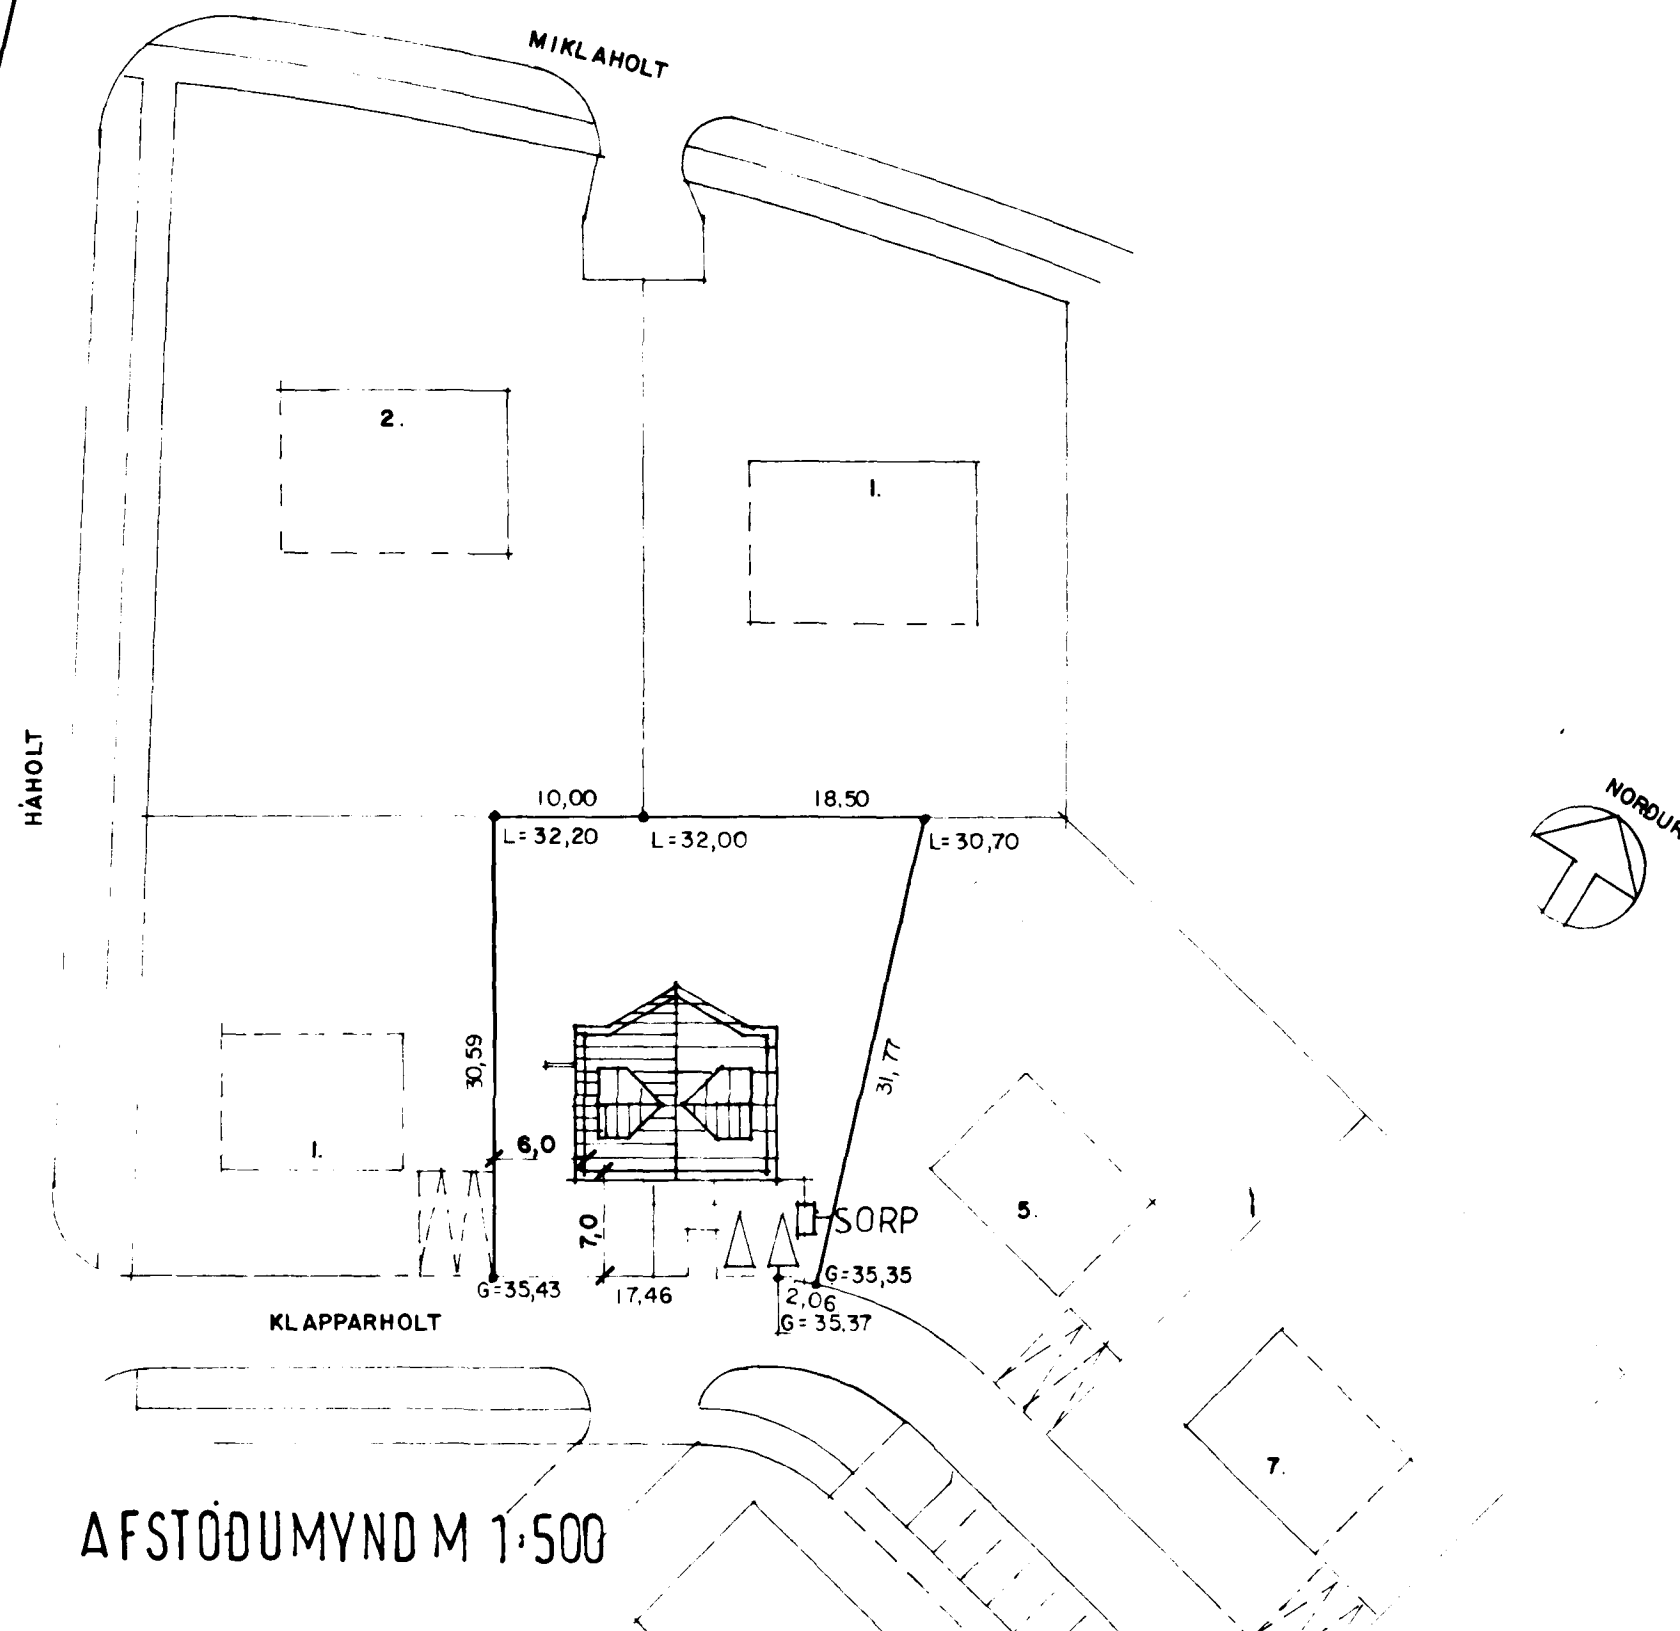 MIKLAHOLT
2.
1.
HÁHOLT
NORDUR
10,00
18,50
L=32,20
L=32,00
L=30,70
30,59
31,77
1.
6,0
7,0
5.
SORP
G=35,43
17,46
2,06
G=35,35
G=35,37
KLAPPARHOLT
7.
AFSTÖÐUMYND M 1:500